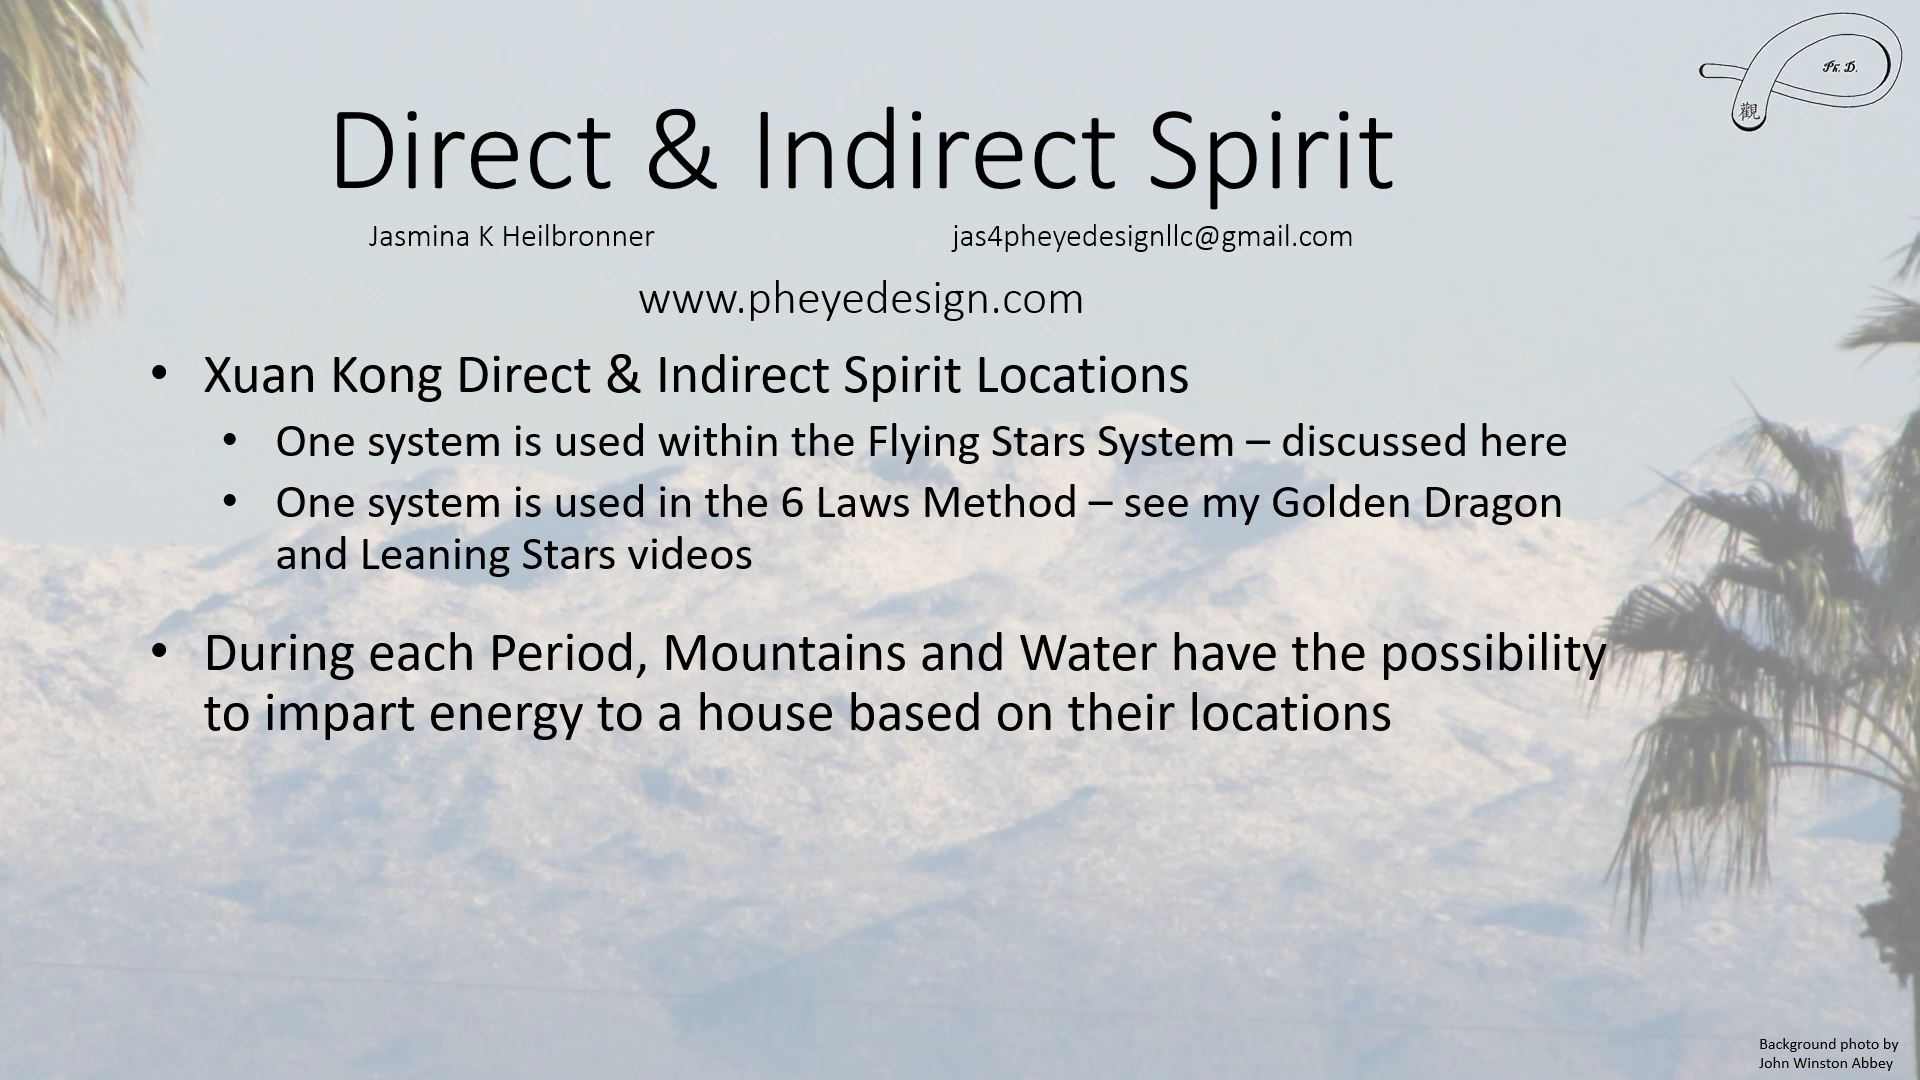 Ph. D.
觀
Direct & Indirect Spirit
Jasmina K Heilbronner
jas4pheyedesignllc@gmail.com
www.pheyedesign.com
• Xuan Kong Direct & Indirect Spirit Locations
• One system is used within the Flying Stars System – discussed here
• One system is used in the 6 Laws Method – see my Golden Dragon
and Leaning Stars videos
• During each Period, Mountains and Water have the possibility
to impart energy to a house based on their locations
Background photo by
John Winston Abbey